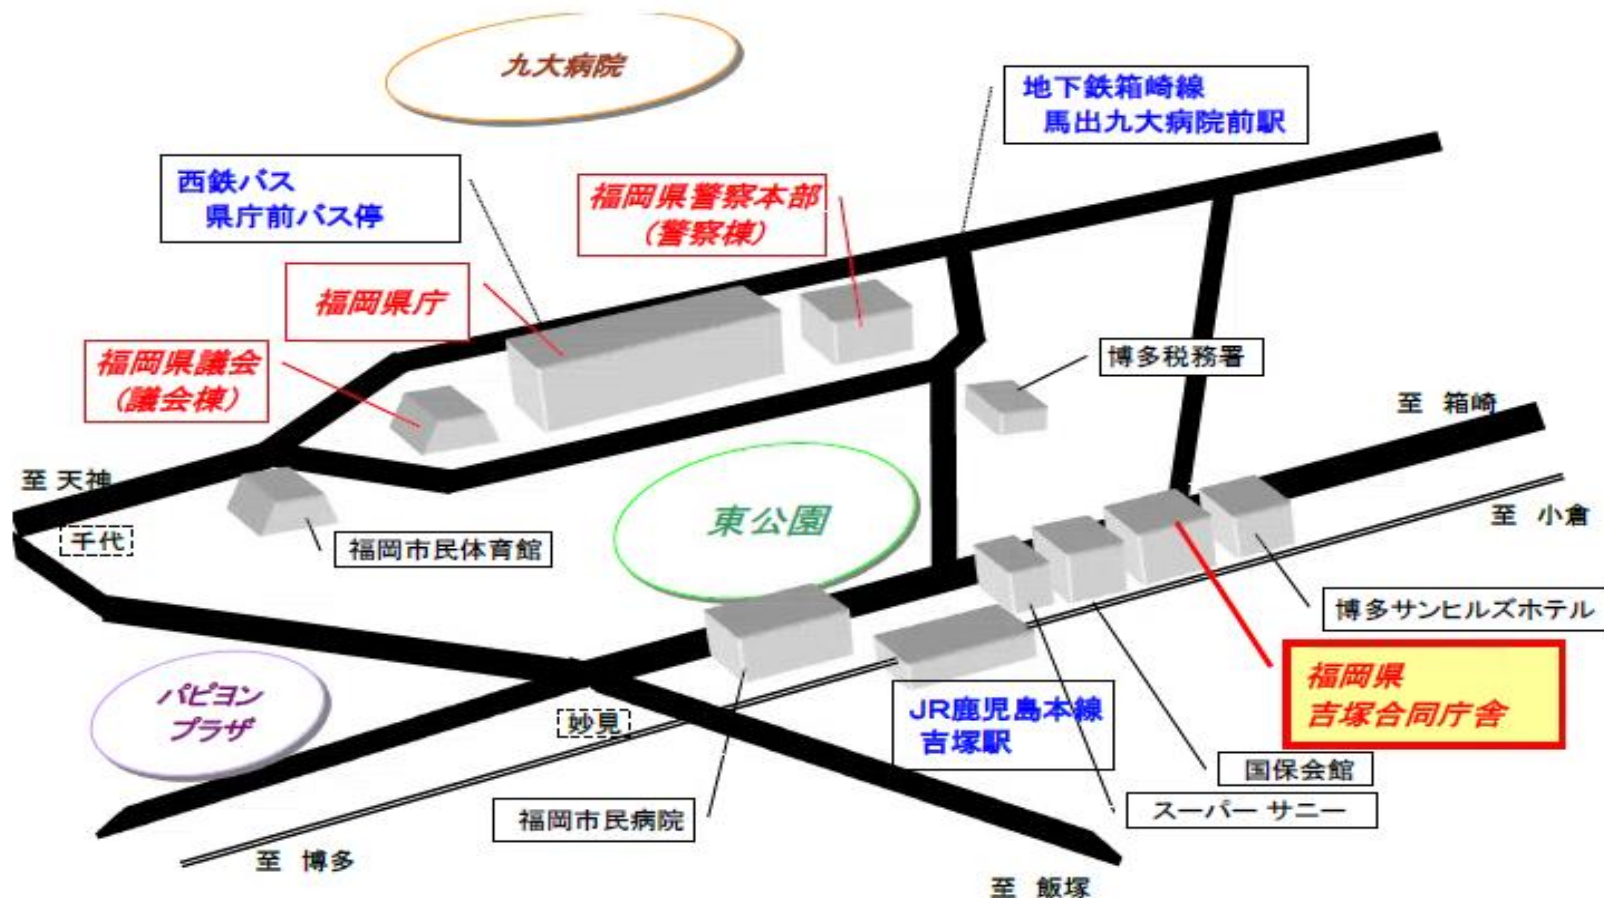 九大病院
地下鉄箱崎線
馬出九大病院前駅
西鉄バス
県庁前バス停
福岡県警察本部
(警察棟)
福岡県庁
福岡県議会
(議会棟)
博多税務署
至 箱崎
至 天神
千代
福岡市民体育館
東公園
至 小倉
博多サンヒルズホテル
福岡県
吉塚合同庁舎
パピヨン
プラザ
妙見
JR鹿児島本線
吉塚駅
国保会館
スーパー サニー
福岡市民病院
至 博多
至 飯塚